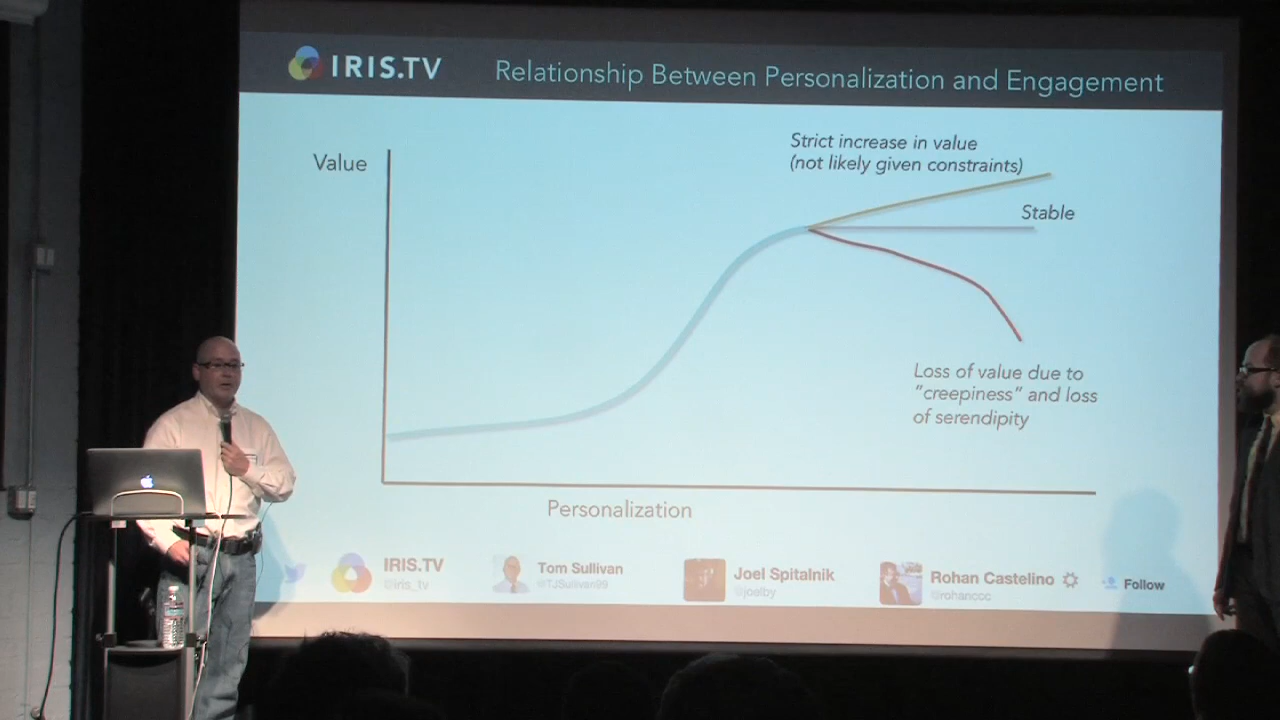 IRIS.TV
Relationship Between Personalization and Engagement
Value
Strict increase in value
(not likely given constraints)
Stable
Loss of value due to
"creepiness" and loss
of serendipity
Personalization
IRIS.TV
@iris_tv
Tom Sullivan
@TJSullivan99
Joel Spitalnik
@joelby
Rohan Castelino
@rohanccc
Follow